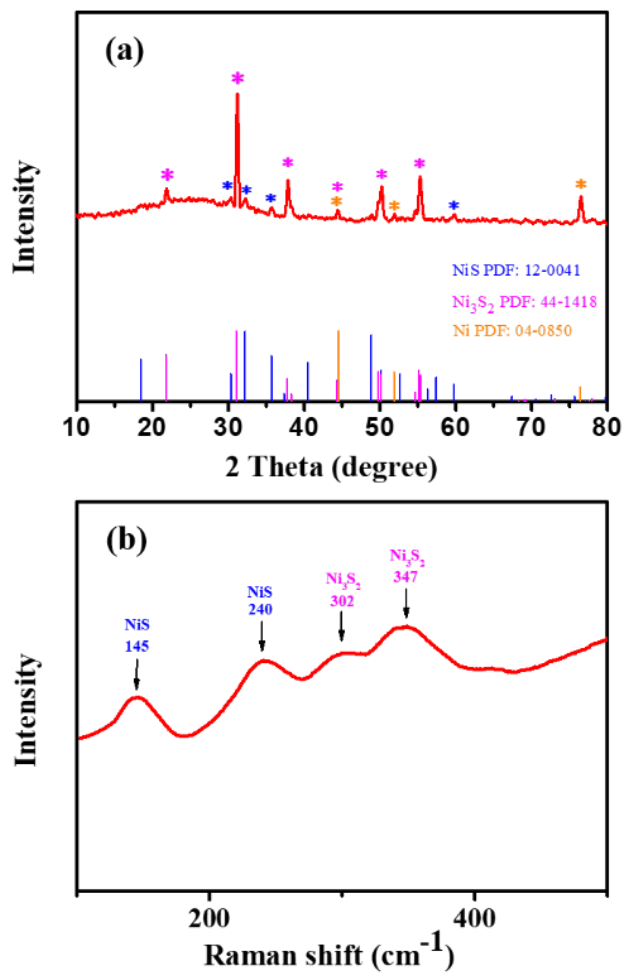 (a)
*
* * * * * * * * * * * *
Intensity
NiS PDF: 12-0041
Ni₃S₂ PDF: 44-1418
Ni PDF: 04-0850
10 20 30 40 50 60 70 80
2 Theta (degree)
(b)
Ni₃S₂
347
Ni₃S₂
302
NiS
240
NiS
145
Intensity
200 400
Raman shift (cm⁻¹)